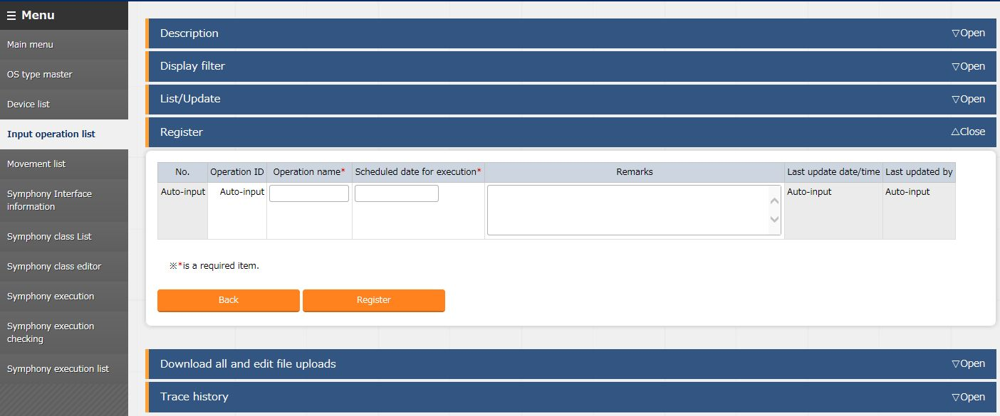 ☰ Menu
Main menu
OS type master
Device list
Input operation list
Movement list
Symphony Interface
information
Symphony class List
Symphony class editor
Symphony execution
Symphony execution
checking
Symphony execution list
Description ▽Open
Display filter ▽Open
List/Update ▽Open
Register △Close
No. Operation ID Operation name* Scheduled date for execution* Remarks Last update date/time Last updated by
Auto-input Auto-input Auto-input Auto-input
※*is a required item.
Back Register
Download all and edit file uploads ▽Open
Trace history ▽Open